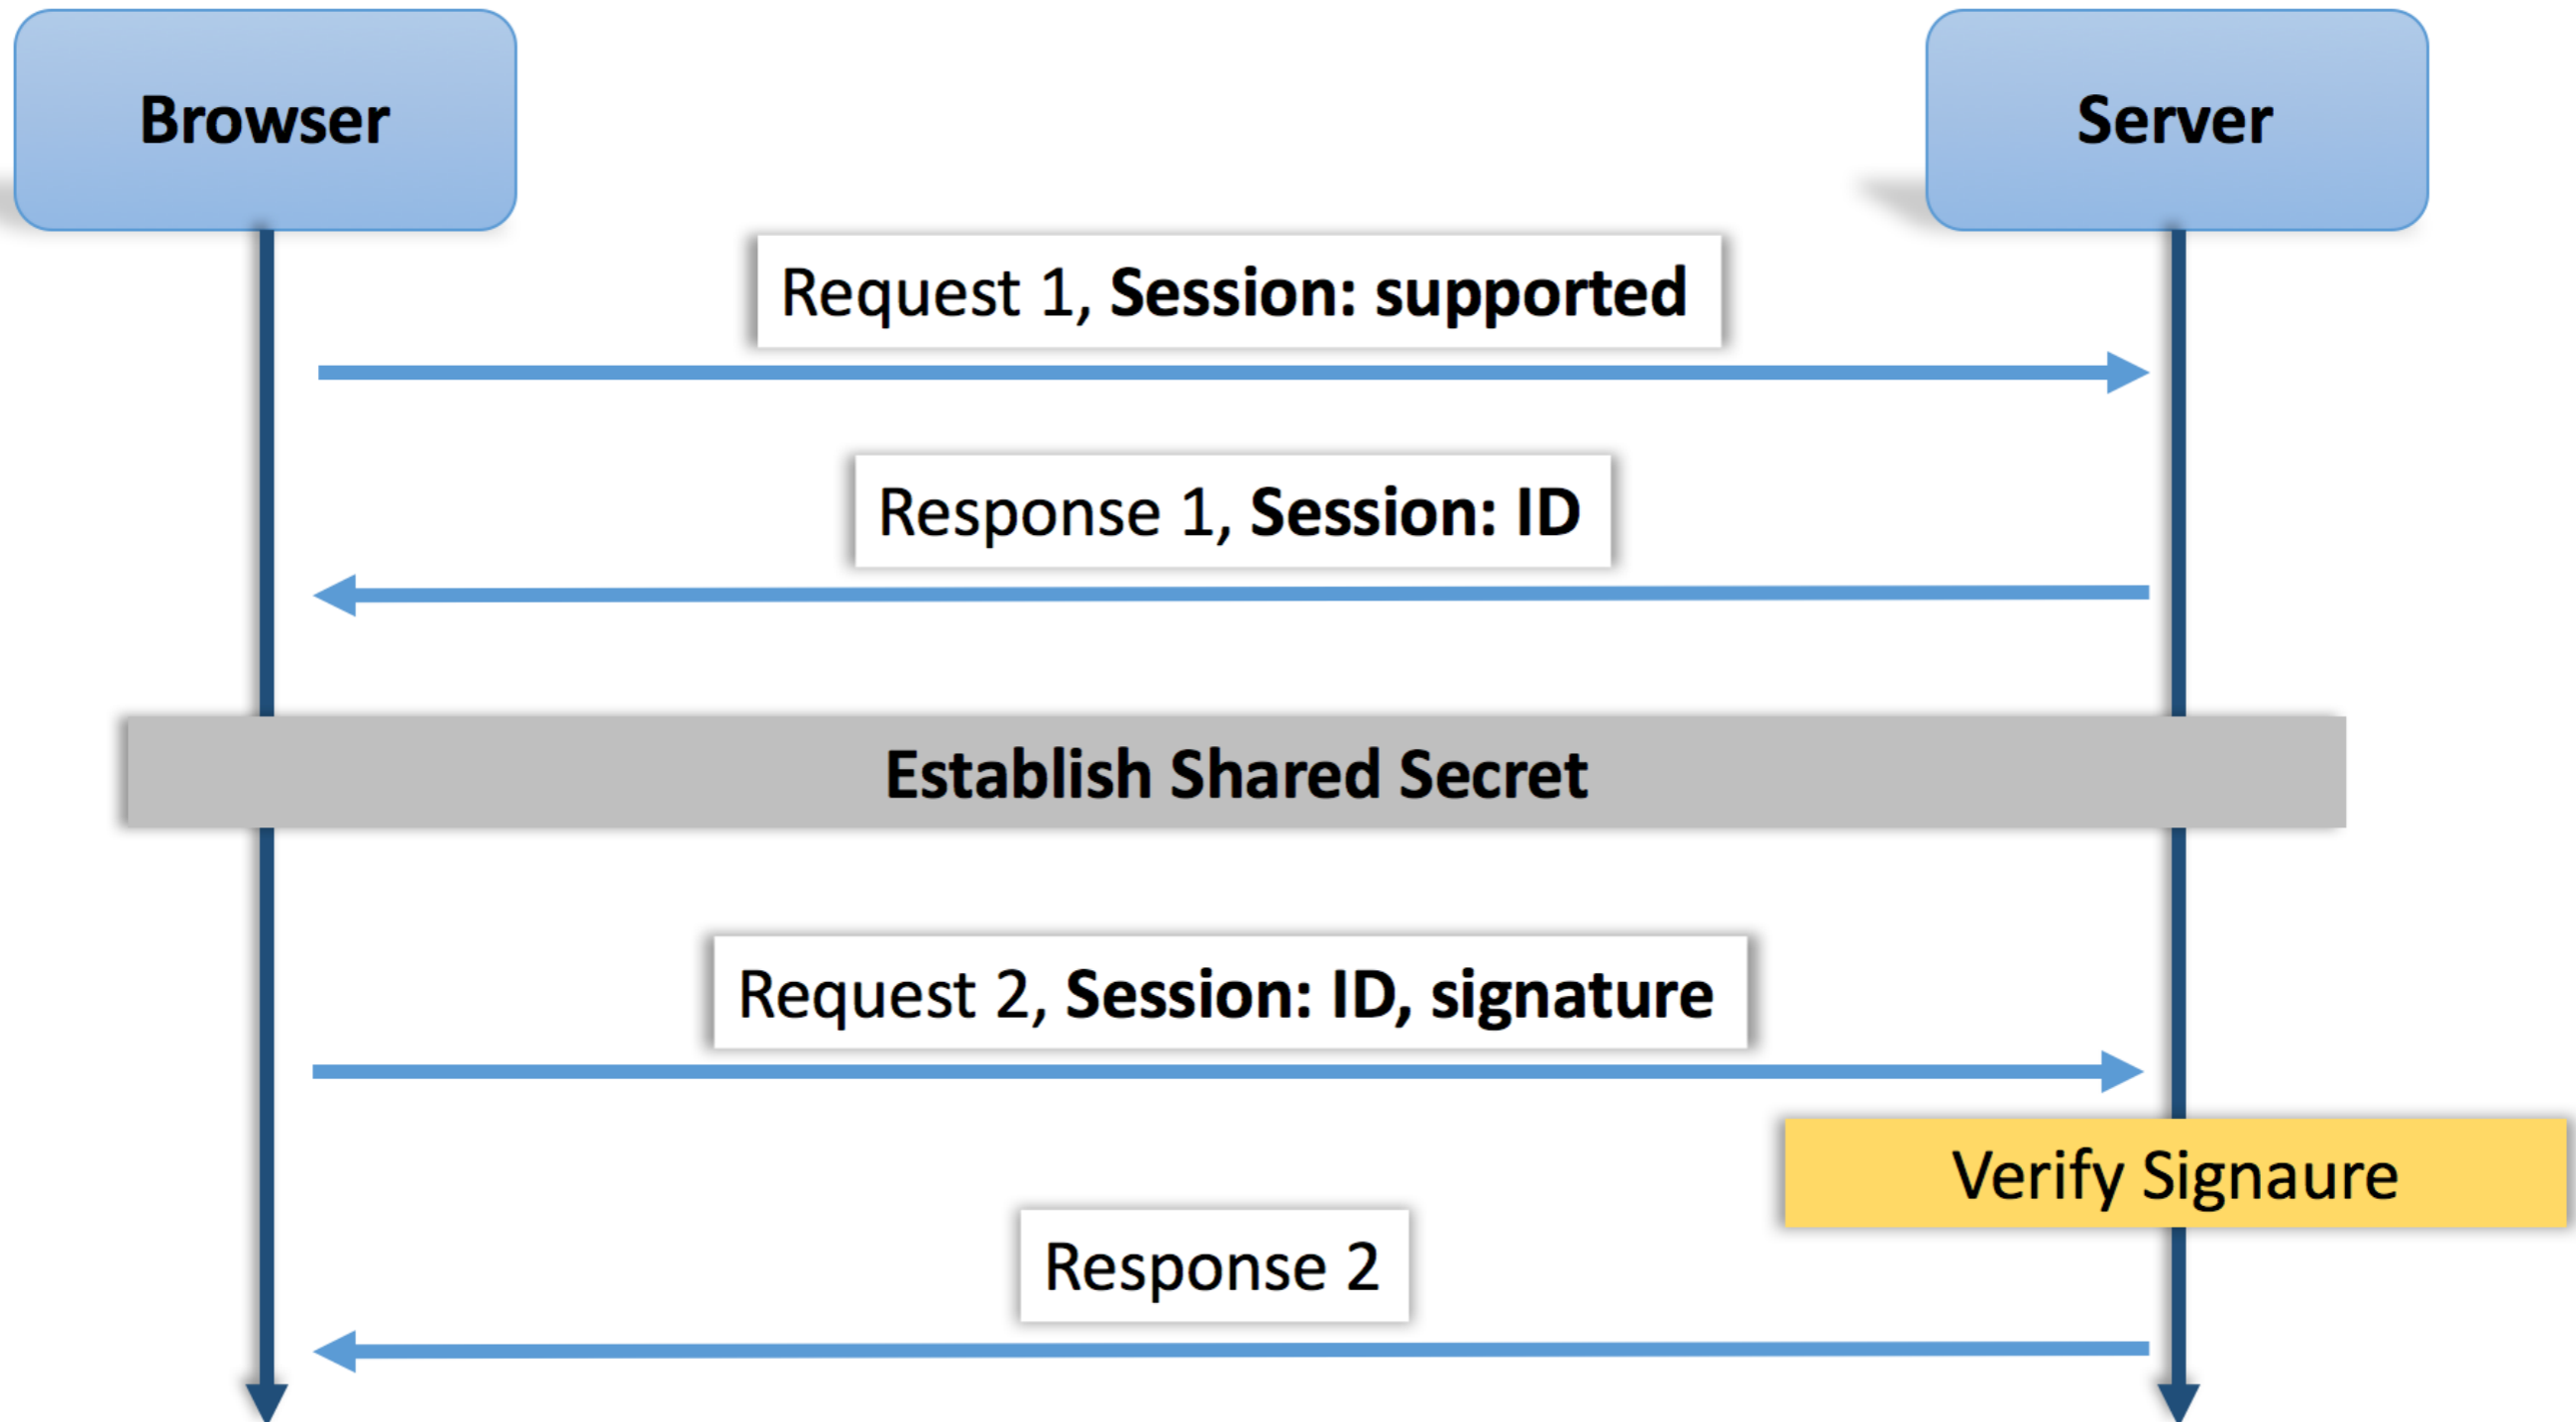 Browser
Server
Request 1, Session: supported
Response 1, Session: ID
Establish Shared Secret
Request 2, Session: ID, signature
Verify Signaure
Response 2